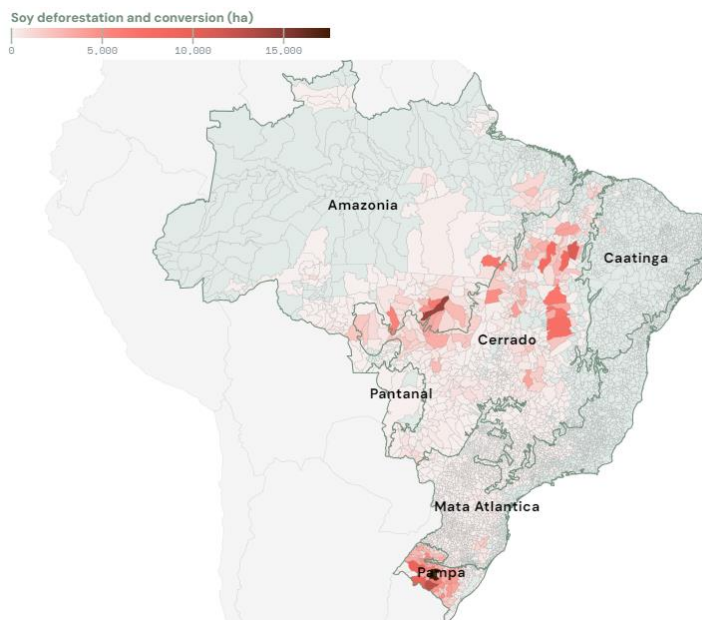 Soy deforestation and conversion (ha)
0 5,000 10,000 15,000
Amazonia
Caatinga
Cerrado
Pantanal
Mata Atlantica
Pampa